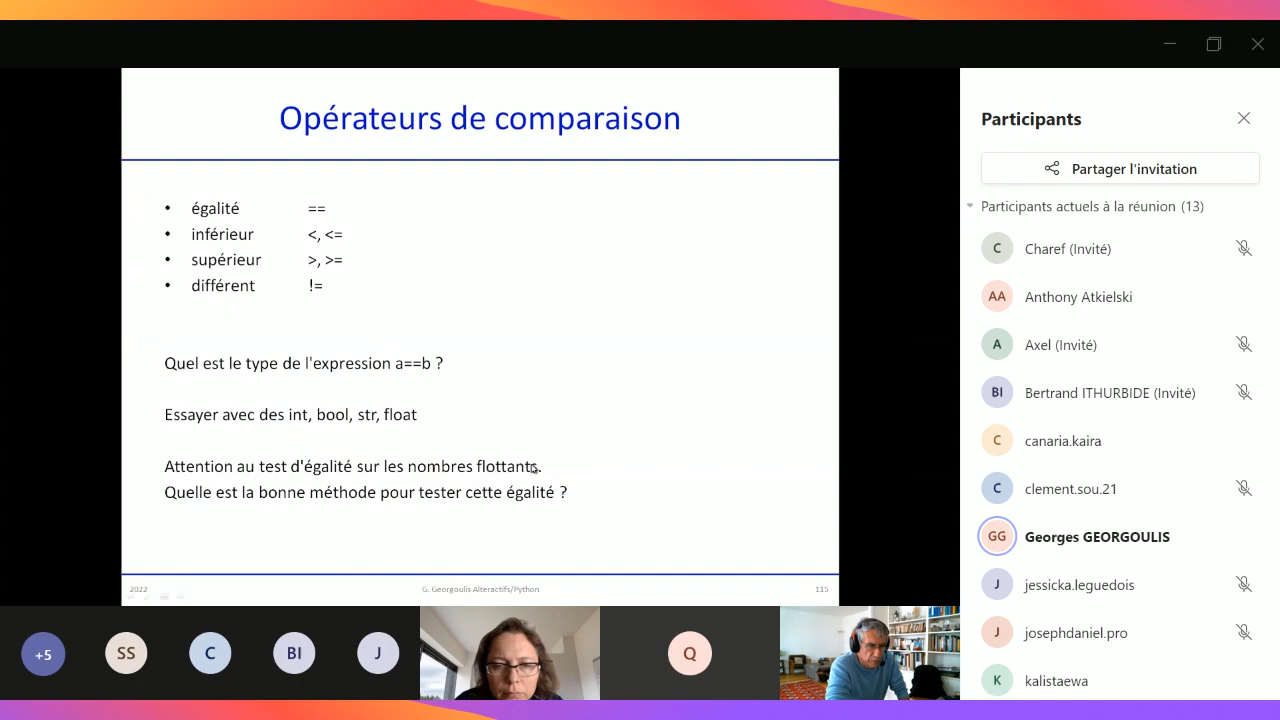 Opérateurs de comparaison
• égalité ==
• inférieur <, <=
• supérieur >, >=
• différent !=
Quel est le type de l'expression a==b ?
Essayer avec des int, bool, str, float
Attention au test d'égalité sur les nombres flottants.
Quelle est la bonne méthode pour tester cette égalité ?
2022 G. Georgoulis Alteractifs/Python 115
+5 SS C BI J Q
Participants
Partager l'invitation
Participants actuels à la réunion (13)
C Charef (Invité)
AA Anthony Atkielski
A Axel (Invité)
BI Bertrand ITHURBIDE (Invité)
C canaria.kaira
C clement.sou.21
GG Georges GEORGOULIS
J jessicka.leguedois
J josephdaniel.pro
K kalistaewa